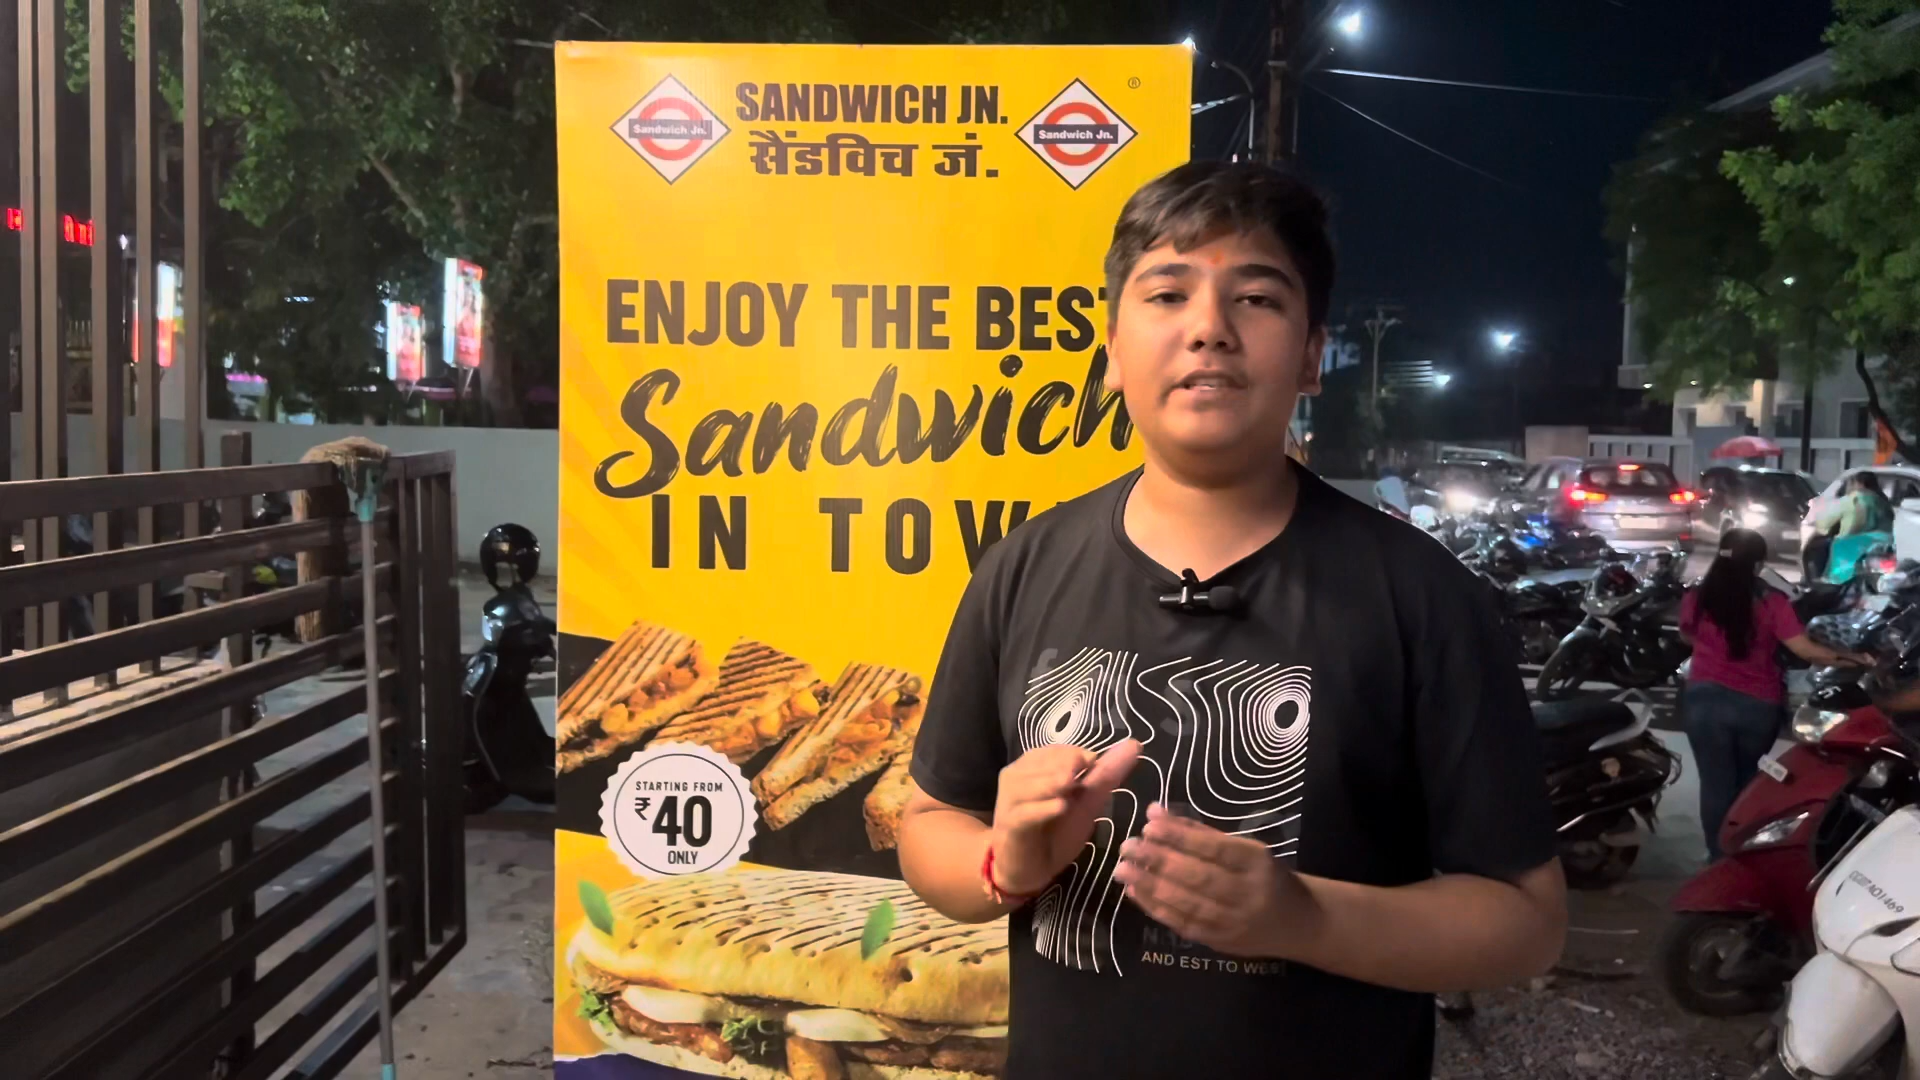 ®
SANDWICH JN.
सैंडविच जं.
Sandwich Jn.
Sandwich Jn.
ENJOY THE BEST
Sandwich
IN TOW
STARTING FROM
₹40
ONLY
AND EST TO WES